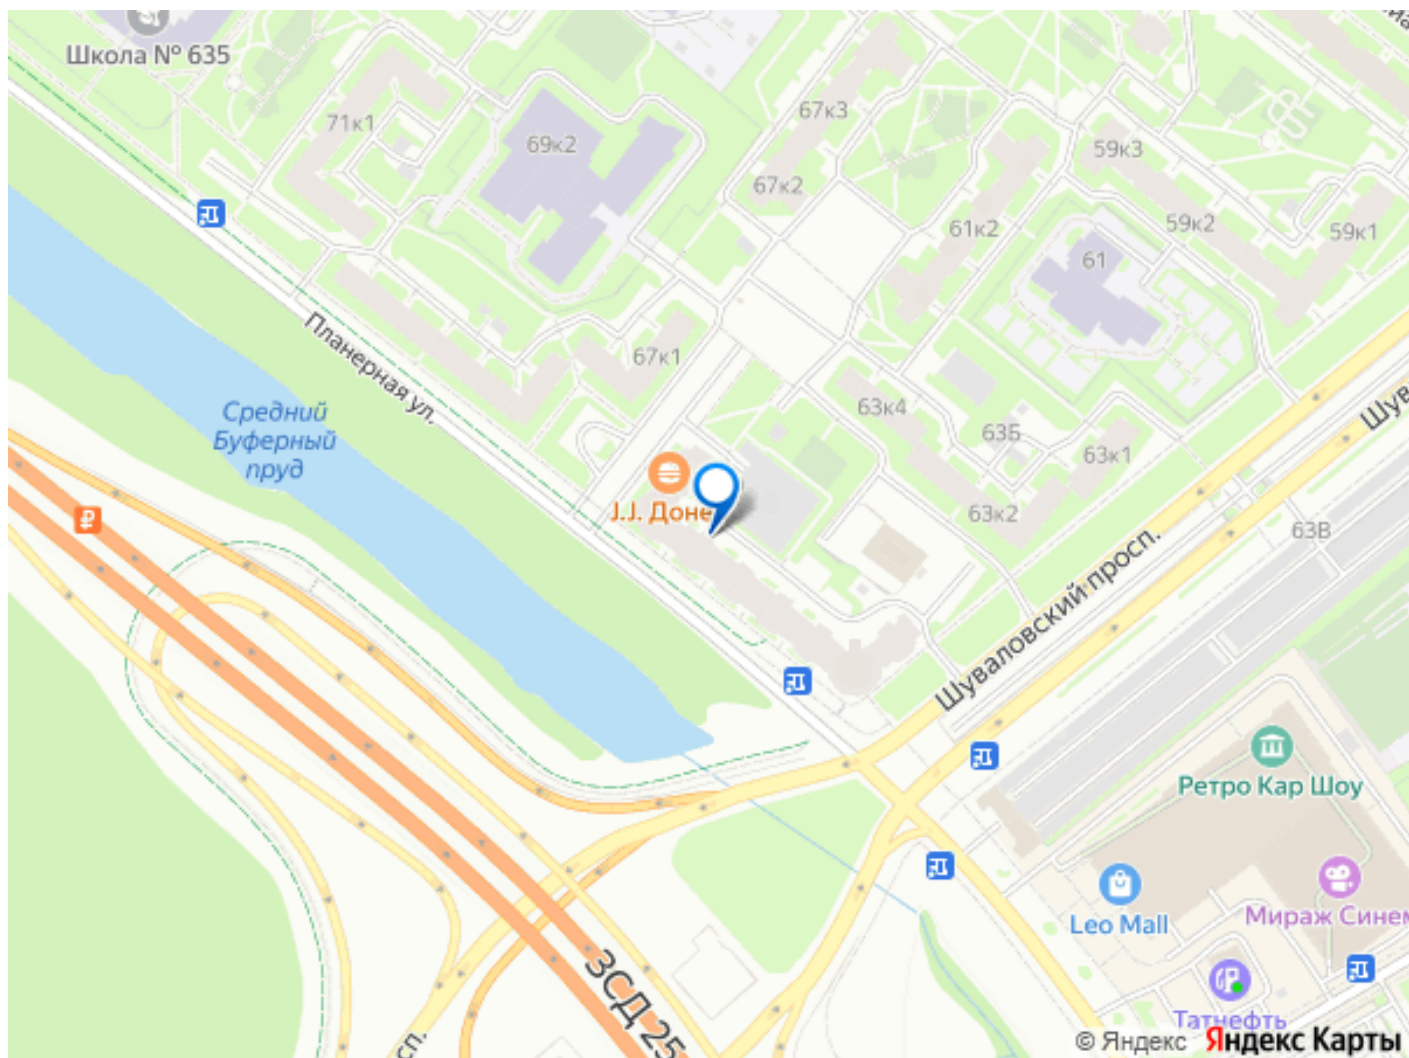 Школа № 635
71к1
69к2
67к3
67к2
59к3
59к2
59к1
61к2
61
Планерная ул.
67к1
Средний
Буферный
пруд
63к4
63Б
63к1
63к2
63В
J.J. Доне
Шуваловский просп.
Шув
Ретро Кар Шоу
Leo Mall
Мираж Синем
Татнефть
ЗСД 25
сп.
© Яндекс Яндекс Карты